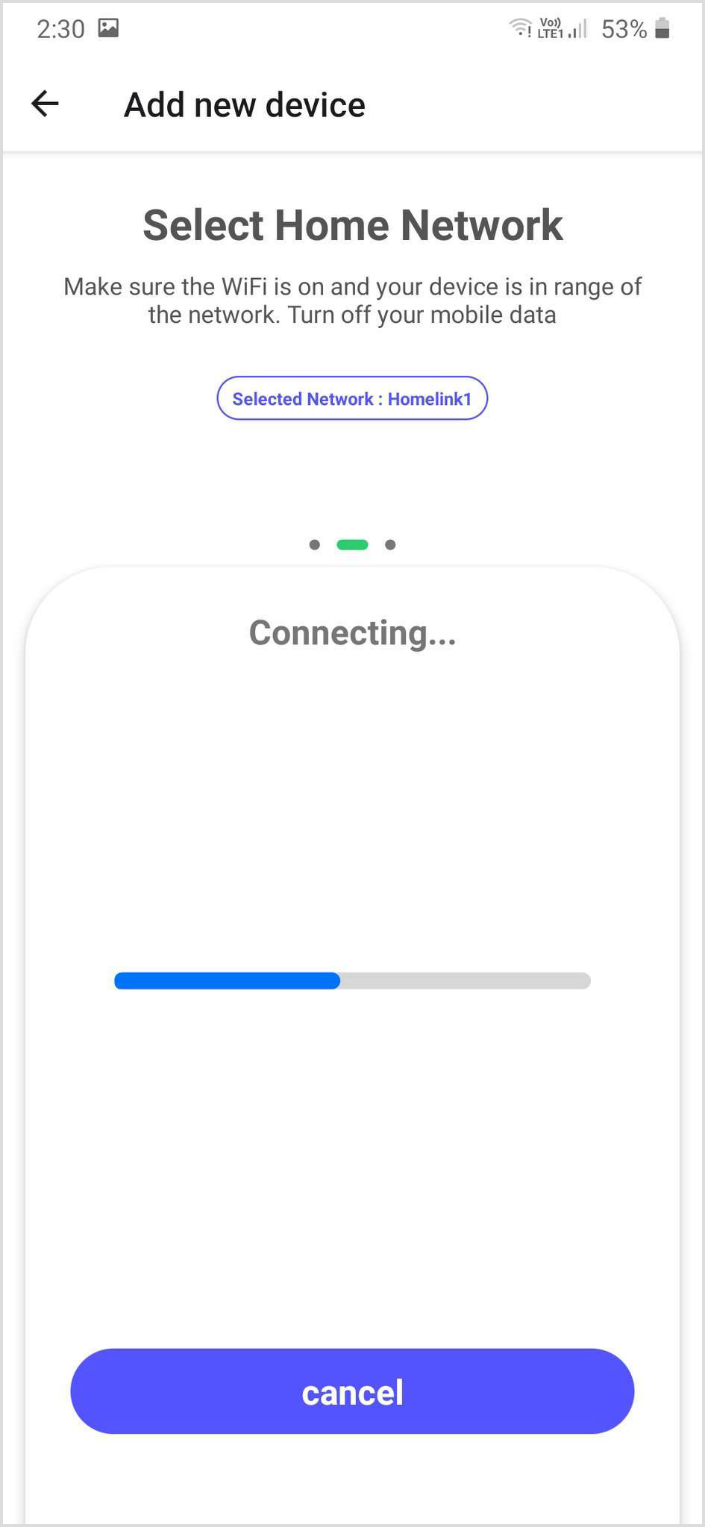 2:30 Vo)) LTE1 53%
Add new device
Select Home Network
Make sure the WiFi is on and your device is in range of
the network. Turn off your mobile data
Selected Network : Homelink1
Connecting...
cancel